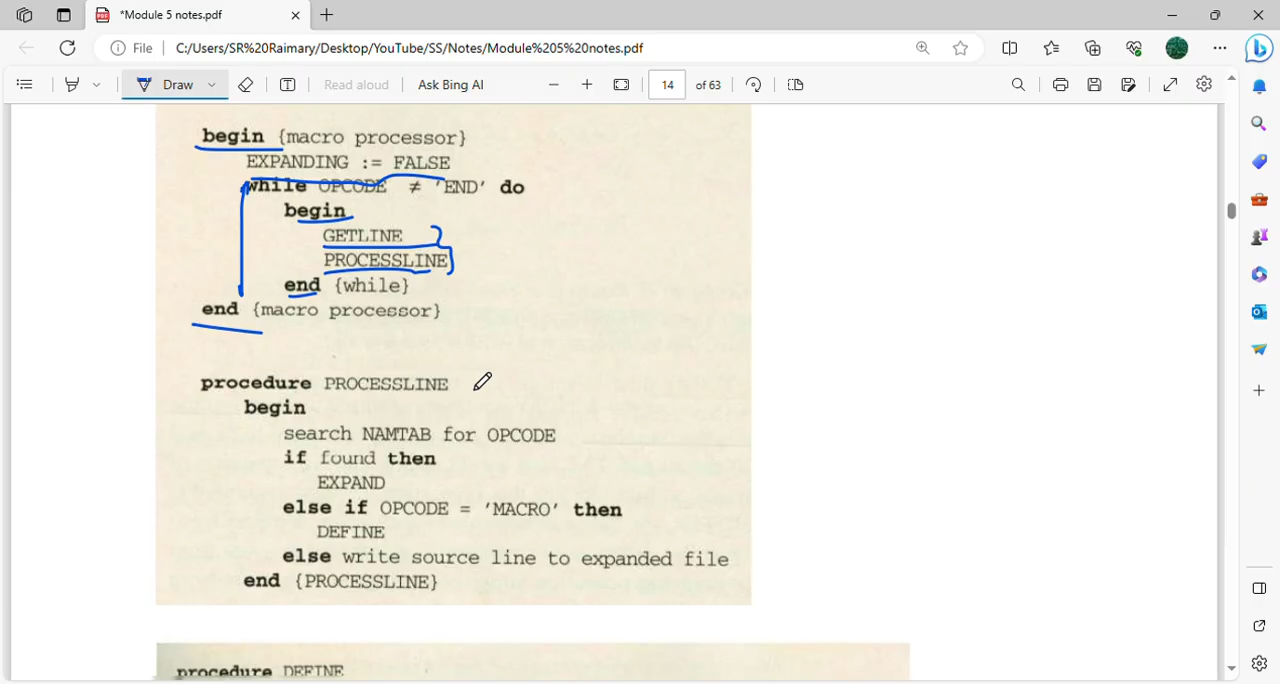 *Module 5 notes.pdf
File
C:/Users/SR%20Raimary/Desktop/YouTube/SS/Notes/Module%205%20notes.pdf
Draw
Read aloud
Ask Bing AI
14
of 63
begin {macro processor}
EXPANDING := FALSE
while OPCODE ≠ 'END' do
begin
GETLINE
PROCESSLINE
end {while}
end {macro processor}
procedure PROCESSLINE
begin
search NAMTAB for OPCODE
if found then
EXPAND
else if OPCODE = 'MACRO' then
DEFINE
else write source line to expanded file
end {PROCESSLINE}
procedure DEFINE